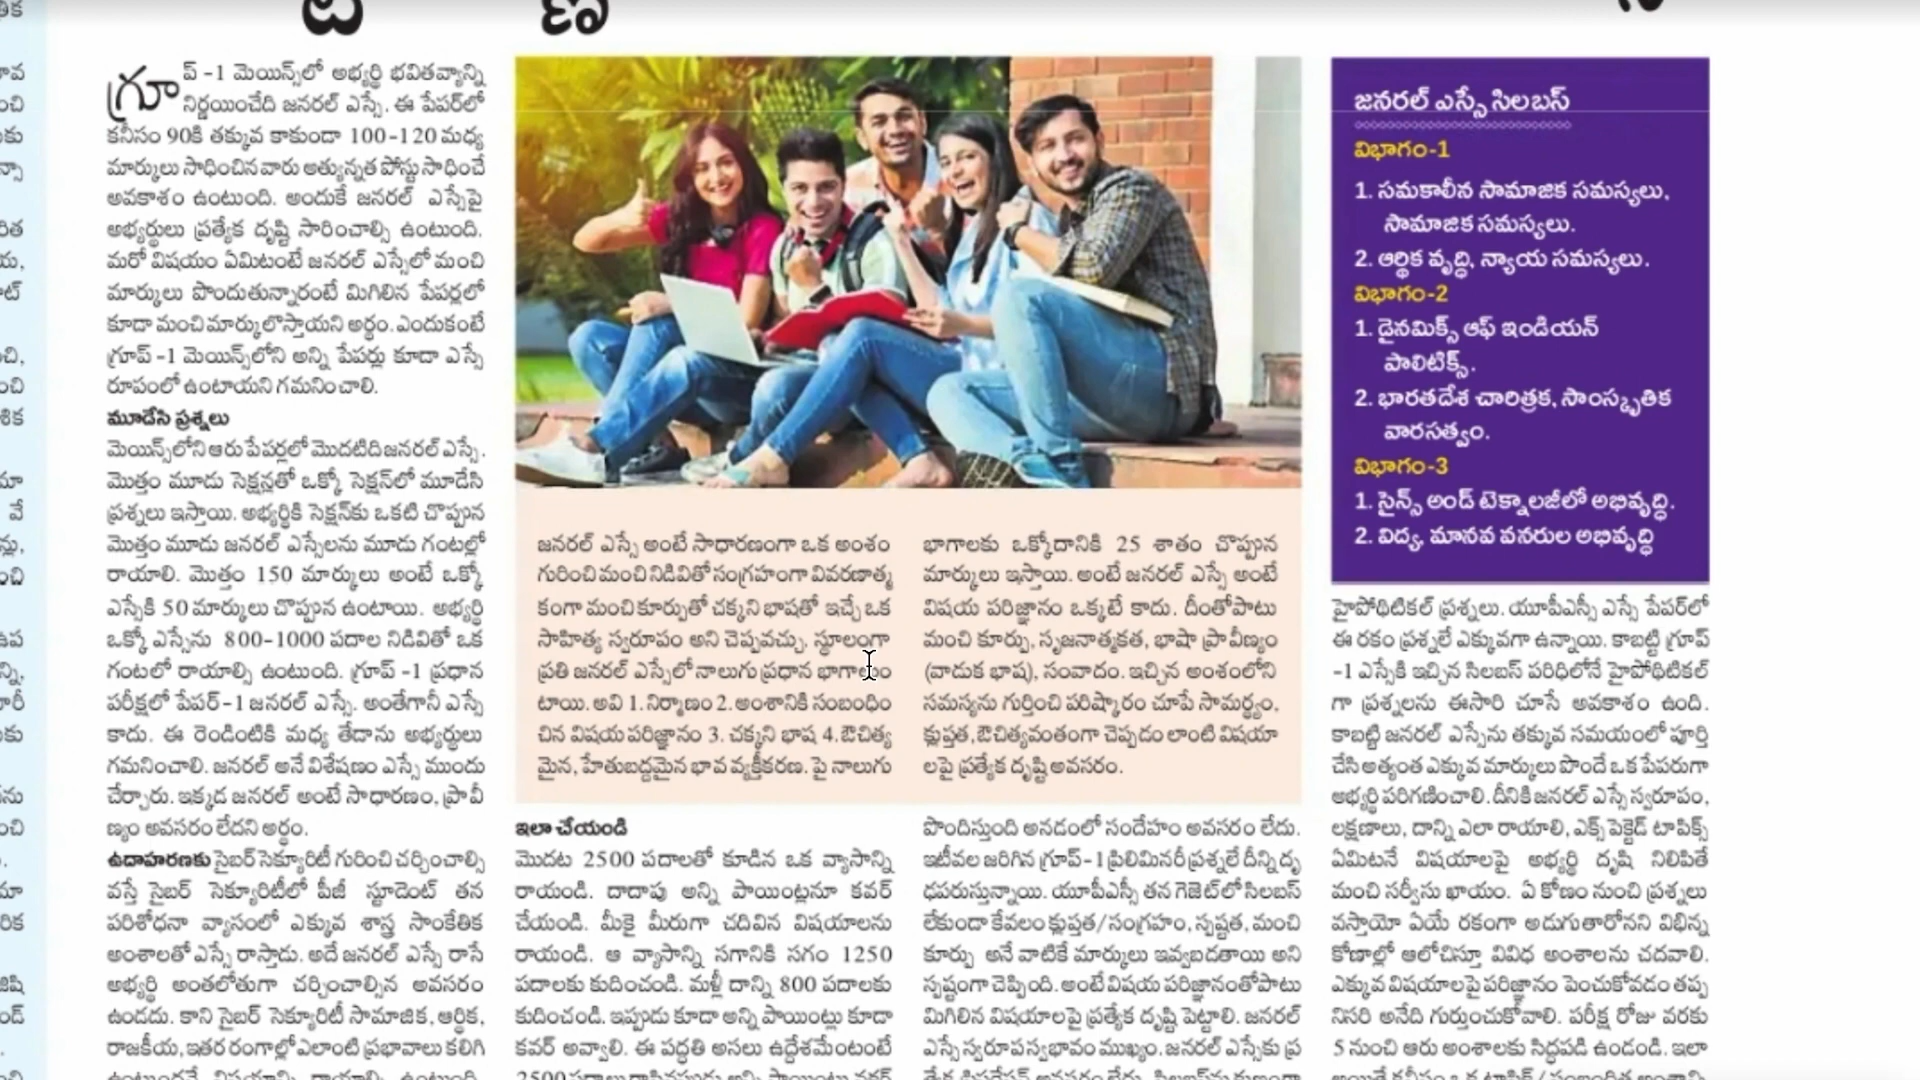 గ్రూప్ -1 మెయిన్స్‌లో అభ్యర్థి భవితవ్యాన్ని
నిర్ణయించేది జనరల్ ఎస్సే. ఈ పేపర్‌లో
కనీసం 90కి తక్కువ కాకుండా 100-120 మధ్య
మార్కులు సాధించినవారు అత్యున్నత పోస్టు సాధించే
అవకాశం ఉంటుంది. అందుకే జనరల్ ఎస్సేపై
అభ్యర్థులు ప్రత్యేక దృష్టి సారించాల్సి ఉంటుంది.
మరో విషయం ఏమిటంటే జనరల్ ఎస్సేలో మంచి
మార్కులు పొందుతున్నారంటే మిగిలిన పేపర్లలో
కూడా మంచి మార్కులొస్తాయని అర్థం. ఎందుకంటే
గ్రూప్ -1 మెయిన్స్‌లోని అన్ని పేపర్లు కూడా ఎస్సే
రూపంలో ఉంటాయని గమనించాలి.
మూడేసి ప్రశ్నలు
మెయిన్స్‌లోని ఆరు పేపర్లలో మొదటిది జనరల్ ఎస్సే.
మొత్తం మూడు సెక్షన్లతో ఒక్కో సెక్షన్‌లో మూడేసి
ప్రశ్నలు ఇస్తాయి. అభ్యర్థికి సెక్షన్‌కు ఒకటి చొప్పున
మొత్తం మూడు జనరల్ ఎస్సేలను మూడు గంటల్లో
రాయాలి. మొత్తం 150 మార్కులు అంటే ఒక్కో
ఎస్సేకి 50 మార్కులు చొప్పున ఉంటాయి. అభ్యర్థి
ఒక్కో ఎస్సేను 800-1000 పదాల నిడివితో ఒక
గంటలో రాయాల్సి ఉంటుంది. గ్రూప్ -1 ప్రధాన
పరీక్షలో పేపర్-1 జనరల్ ఎస్సే. అంతేగానీ ఎస్సే
కాదు. ఈ రెండింటికి మధ్య తేడాను అభ్యర్థులు
గమనించాలి. జనరల్ అనే విశేషణం ఎస్సే ముందు
చేర్చారు. ఇక్కడ జనరల్ అంటే సాధారణం, ప్రావీ
ణ్యం అవసరం లేదని అర్థం.
ఉదాహరణకు సైబర్ సెక్యూరిటీ గురించి చర్చించాల్సి
వస్తే సైబర్ సెక్యూరిటీలో పీజీ స్టూడెంట్ తన
పరిశోధనా వ్యాసంలో ఎక్కువ శాస్త్ర సాంకేతిక
అంశాలతో ఎస్సే రాస్తాడు. అదే జనరల్ ఎస్సే రాసే
అభ్యర్థి అంతలోతుగా చర్చించాల్సిన అవసరం
ఉండదు. కాని సైబర్ సెక్యూరిటీ సామాజిక, ఆర్థిక,
రాజకీయ, ఇతర రంగాల్లో ఎలాంటి ప్రభావాలు కలిగి
జనరల్ ఎస్సే అంటే సాధారణంగా ఒక అంశం
గురించి మంచి నిడివితో సంగ్రహంగా వివరణాత్మ
కంగా మంచి కూర్పుతో చక్కని భాషతో ఇచ్చే ఒక
సాహిత్య స్వరూపం అని చెప్పవచ్చు. స్థూలంగా
ప్రతి జనరల్ ఎస్సేలో నాలుగు ప్రధాన భాగాలుం
టాయి. అవి 1. నిర్మాణం 2. అంశానికి సంబంధిం
చిన విషయ పరిజ్ఞానం 3. చక్కని భాష 4. ఔచిత్య
మైన, హేతుబద్ధమైన భావ వ్యక్తీకరణ. పై నాలుగు
భాగాలకు ఒక్కోదానికి 25 శాతం చొప్పున
మార్కులు ఇస్తాయి. అంటే జనరల్ ఎస్సే అంటే
విషయ పరిజ్ఞానం ఒక్కటే కాదు. దీంతోపాటు
మంచి కూర్పు, సృజనాత్మకత, భాషా ప్రావీణ్యం
(వాడుక భాష), సంవాదం. ఇచ్చిన అంశంలోని
సమస్యను గుర్తించి పరిష్కారం చూపే సామర్థ్యం,
క్లుప్తత, ఔచిత్యవంతంగా చెప్పడం లాంటి విషయా
లపై ప్రత్యేక దృష్టి అవసరం.
ఇలా చేయండి
మొదట 2500 పదాలతో కూడిన ఒక వ్యాసాన్ని
రాయండి. దాదాపు అన్ని పాయింట్లనూ కవర్
చేయండి. మీకై మీరుగా చదివిన విషయాలను
రాయండి. ఆ వ్యాసాన్ని సగానికి సగం 1250
పదాలకు కుదించండి. మళ్లీ దాన్ని 800 పదాలకు
కుదించండి. ఇప్పుడు కూడా అన్ని పాయింట్లు కూడా
కవర్ అవ్వాలి. ఈ పద్ధతి అసలు ఉద్దేశమేంటంటే
పొందిస్తుంది అనడంలో సందేహం అవసరం లేదు.
ఇటీవల జరిగిన గ్రూప్-1 ప్రిలిమినరీ ప్రశ్నలే దీన్ని దృ
ఢపరుస్తున్నాయి. యూపీఎస్సీ తన గెజెట్‌లో సిలబస్
లేకుండా కేవలం క్లుప్తత/సంగ్రహం, స్పష్టత, మంచి
కూర్పు అనే వాటికే మార్కులు ఇవ్వబడతాయి అని
స్పష్టంగా చెప్పింది. అంటే విషయ పరిజ్ఞానంతోపాటు
మిగిలిన విషయాలపై ప్రత్యేక దృష్టి పెట్టాలి. జనరల్
ఎస్సే స్వరూప స్వభావం ముఖ్యం. జనరల్ ఎస్సేకు ప్ర
జనరల్ ఎస్సే సిలబస్
విభాగం-1
1. సమకాలీన సామాజిక సమస్యలు,
సామాజిక సమస్యలు.
2. ఆర్థిక వృద్ధి, న్యాయ సమస్యలు.
విభాగం-2
1. డైనమిక్స్ ఆఫ్ ఇండియన్
పాలిటిక్స్.
2. భారతదేశ చారిత్రక, సాంస్కృతిక
వారసత్వం.
విభాగం-3
1. సైన్స్ అండ్ టెక్నాలజీలో అభివృద్ధి.
2. విద్య, మానవ వనరుల అభివృద్ధి
హైపోథిటికల్ ప్రశ్నలు. యూపీఎస్సీ ఎస్సే పేపర్‌లో
ఈ రకం ప్రశ్నలే ఎక్కువగా ఉన్నాయి. కాబట్టి గ్రూప్
-1 ఎస్సేకి ఇచ్చిన సిలబస్ పరిధిలోనే హైపోథిటికల్
గా ప్రశ్నలను ఈసారి చూసే అవకాశం ఉంది.
కాబట్టి జనరల్ ఎస్సేను తక్కువ సమయంలో పూర్తి
చేసి అత్యంత ఎక్కువ మార్కులు పొందే ఒక పేపరుగా
అభ్యర్థి పరిగణించాలి. దీనికి జనరల్ ఎస్సే స్వరూపం,
లక్షణాలు, దాన్ని ఎలా రాయాలి, ఎక్స్‌పెక్టెడ్ టాపిక్స్
ఏమిటనే విషయాలపై అభ్యర్థి దృష్టి నిలిపితే
మంచి సర్వీసు ఖాయం. ఏ కోణం నుంచి ప్రశ్నలు
వస్తాయో ఏయే రకంగా అడుగుతారోనని విభిన్న
కోణాల్లో ఆలోచిస్తూ వివిధ అంశాలను చదవాలి.
ఎక్కువ విషయాలపై పరిజ్ఞానం పెంచుకోవడం తప్ప
నిసరి అనేది గుర్తుంచుకోవాలి. పరీక్ష రోజు వరకు
5 నుంచి ఆరు అంశాలకు సిద్ధపడి ఉండండి. ఇలా